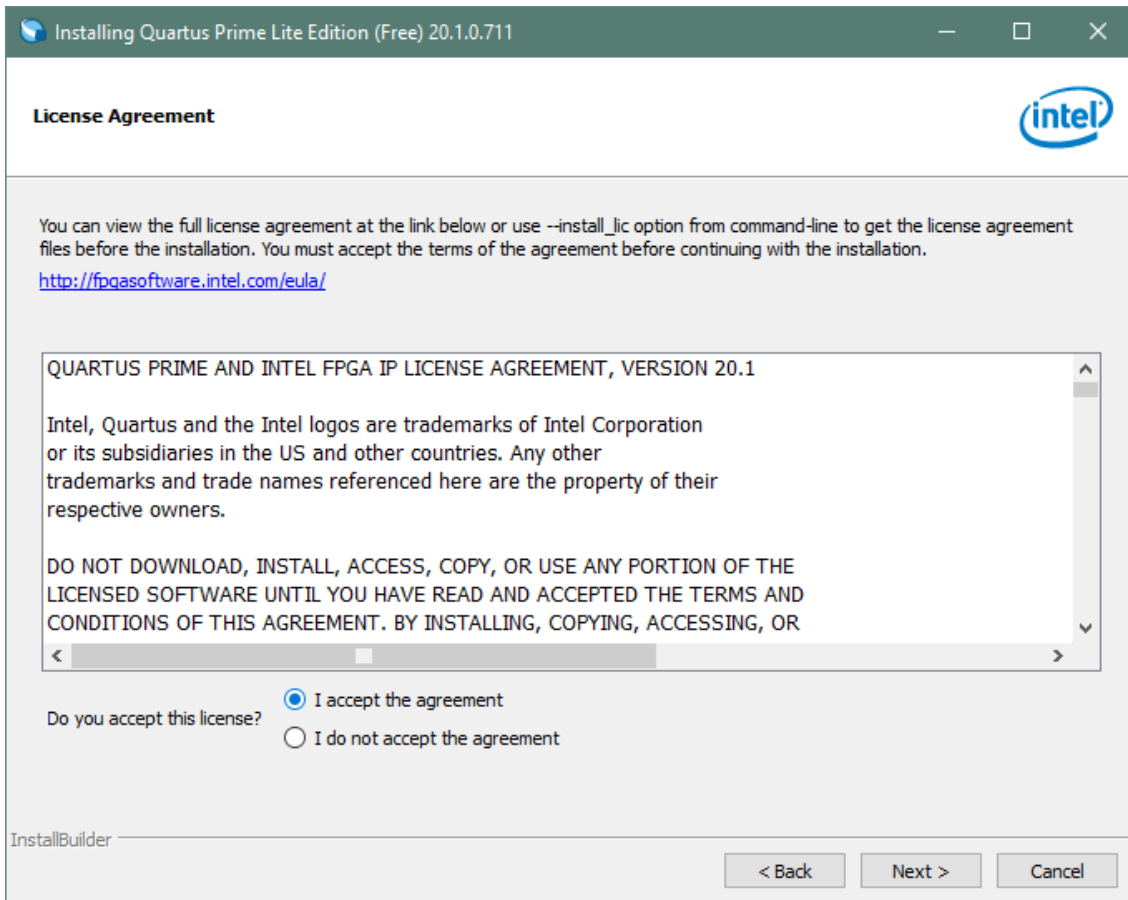 Installing Quartus Prime Lite Edition (Free) 20.1.0.711
License Agreement
intel
You can view the full license agreement at the link below or use --install_lic option from command-line to get the license agreement
files before the installation. You must accept the terms of the agreement before continuing with the installation.
http://fpgasoftware.intel.com/eula/
QUARTUS PRIME AND INTEL FPGA IP LICENSE AGREEMENT, VERSION 20.1
Intel, Quartus and the Intel logos are trademarks of Intel Corporation
or its subsidiaries in the US and other countries. Any other
trademarks and trade names referenced here are the property of their
respective owners.
DO NOT DOWNLOAD, INSTALL, ACCESS, COPY, OR USE ANY PORTION OF THE
LICENSED SOFTWARE UNTIL YOU HAVE READ AND ACCEPTED THE TERMS AND
CONDITIONS OF THIS AGREEMENT. BY INSTALLING, COPYING, ACCESSING, OR
Do you accept this license?
I accept the agreement
I do not accept the agreement
InstallBuilder
< Back
Next >
Cancel